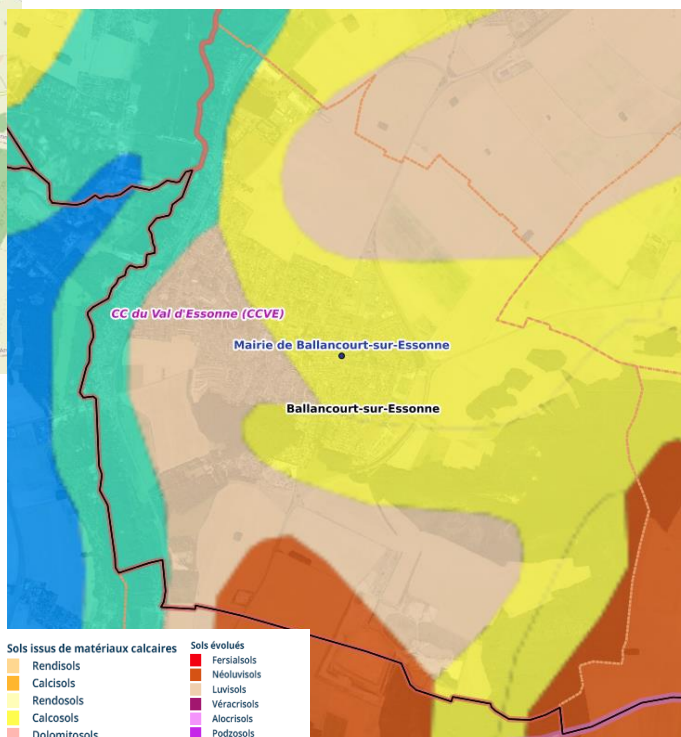 CC du Val d'Essonne (CCVE)
Mairie de Ballancourt-sur-Essonne
Ballancourt-sur-Essonne
Sols issus de matériaux calcaires
Rendisols
Calcisols
Rendosols
Calcosols
Dolomitosols
Sols évolués
Fersialsols
Néoluvisols
Luvisols
Véracrisols
Alocrisols
Podzosols